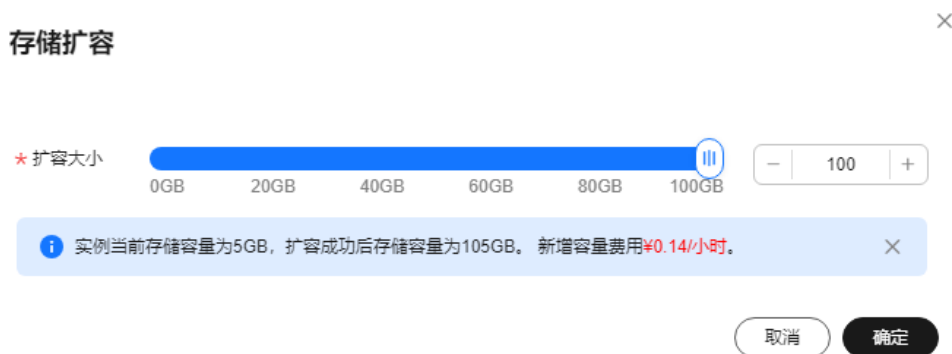 存储扩容
* 扩容大小
0GB 20GB 40GB 60GB 80GB 100GB
− 100 +
实例当前存储容量为5GB，扩容成功后存储容量为105GB。 新增容量费用¥0.14/小时。
取消 确定